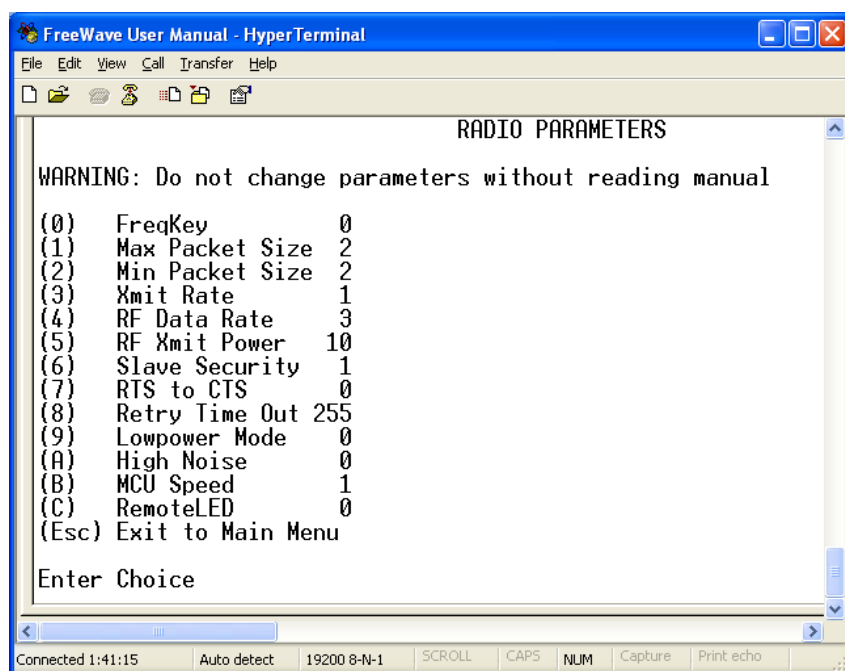 FreeWave User Manual - HyperTerminal
File Edit View Call Transfer Help
RADIO PARAMETERS
WARNING: Do not change parameters without reading manual
(0) FreqKey 0
(1) Max Packet Size 2
(2) Min Packet Size 2
(3) Xmit Rate 1
(4) RF Data Rate 3
(5) RF Xmit Power 10
(6) Slave Security 1
(7) RTS to CTS 0
(8) Retry Time Out 255
(9) Lowpower Mode 0
(A) High Noise 0
(B) MCU Speed 1
(C) RemoteLED 0
(Esc) Exit to Main Menu
Enter Choice
Connected 1:41:15 Auto detect 19200 8-N-1 SCROLL CAPS NUM Capture Print echo